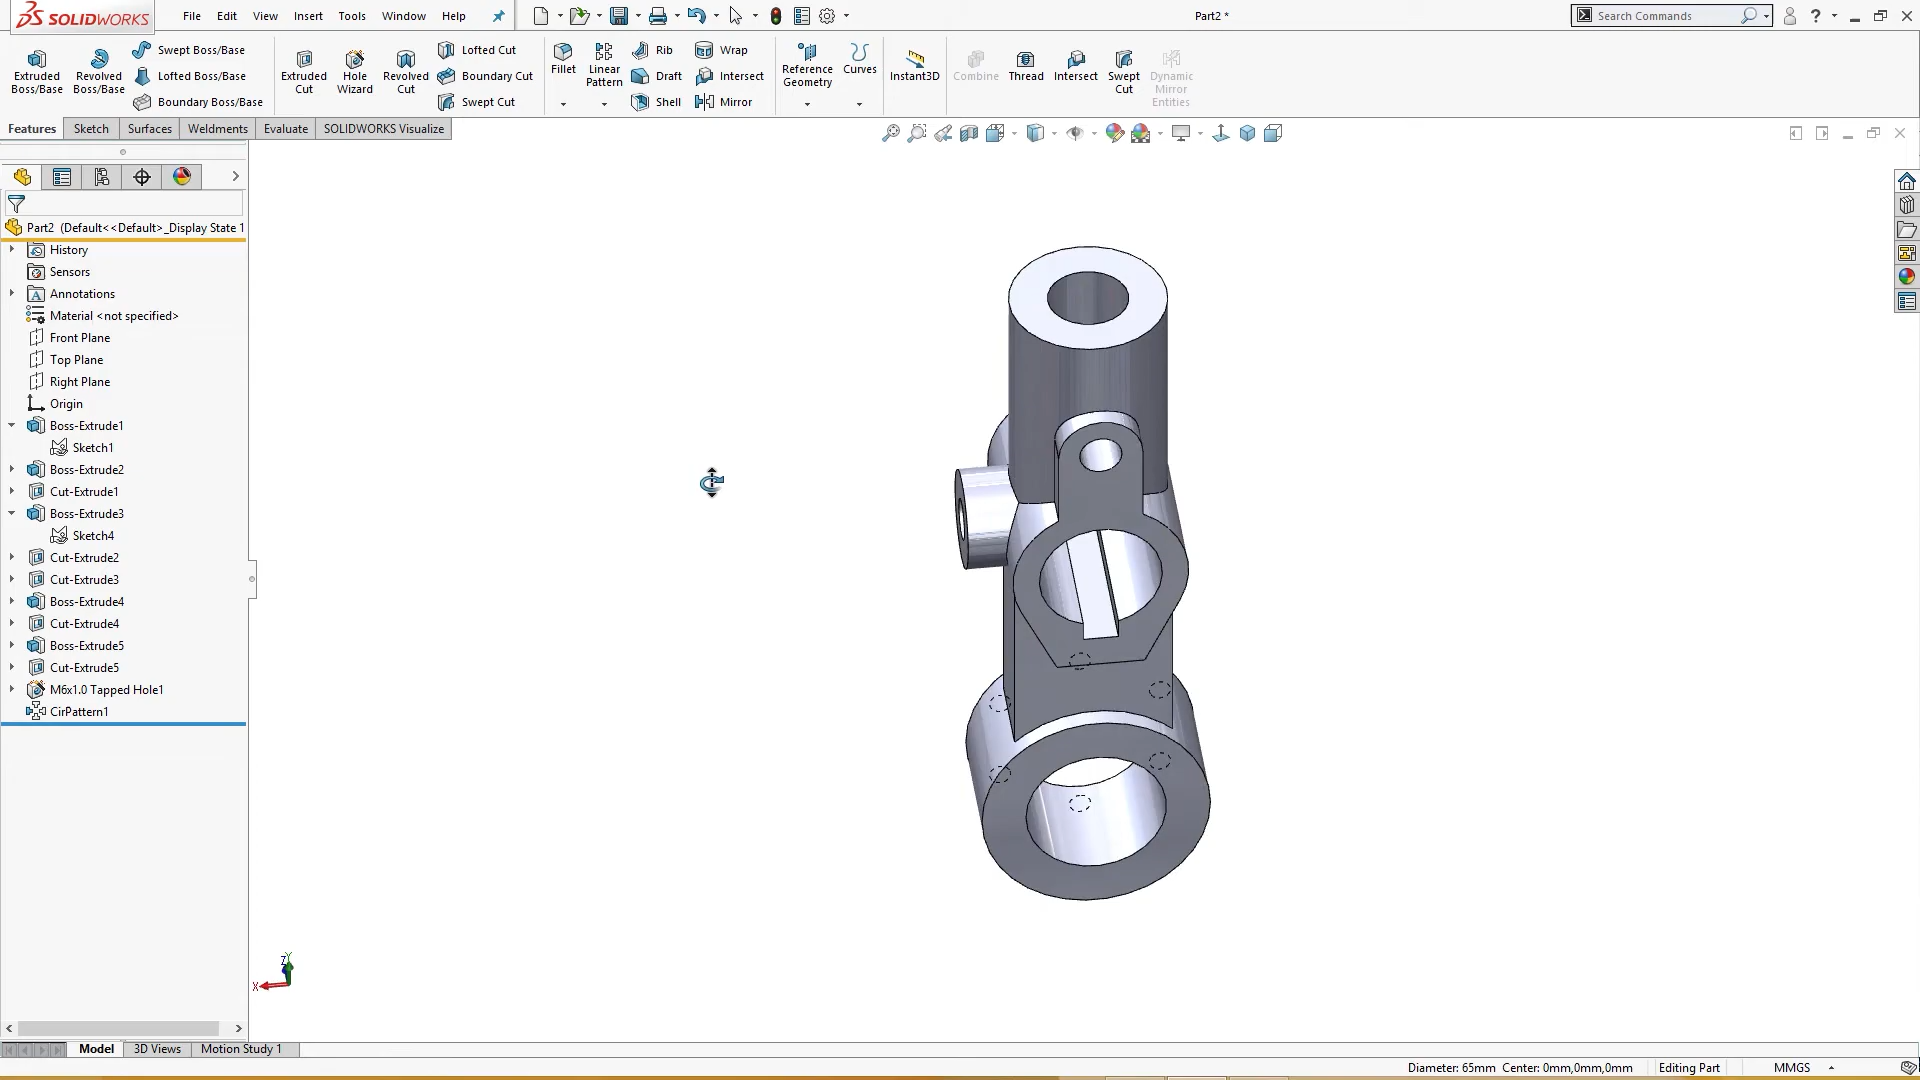 SOLIDWORKS
File Edit View Insert Tools Window Help
Part2 *
Search Commands
Extruded Boss/Base
Revolved Boss/Base
Swept Boss/Base
Lofted Boss/Base
Boundary Boss/Base
Extruded Cut
Hole Wizard
Revolved Cut
Lofted Cut
Boundary Cut
Swept Cut
Fillet
Linear Pattern
Rib
Draft
Shell
Wrap
Intersect
Mirror
Reference Geometry
Curves
Instant3D
Combine
Thread
Intersect
Swept Cut
Dynamic Mirror Entities
Features Sketch Surfaces Weldments Evaluate SOLIDWORKS Visualize
Part2 (Default<<Default>_Display State 1
History
Sensors
Annotations
Material <not specified>
Front Plane
Top Plane
Right Plane
Origin
Boss-Extrude1
Sketch1
Boss-Extrude2
Cut-Extrude1
Boss-Extrude3
Sketch4
Cut-Extrude2
Cut-Extrude3
Boss-Extrude4
Cut-Extrude4
Boss-Extrude5
Cut-Extrude5
M6x1.0 Tapped Hole1
CirPattern1
Y
Z
X
Model 3D Views Motion Study 1
Diameter: 65mm Center: 0mm,0mm,0mm Editing Part MMGS